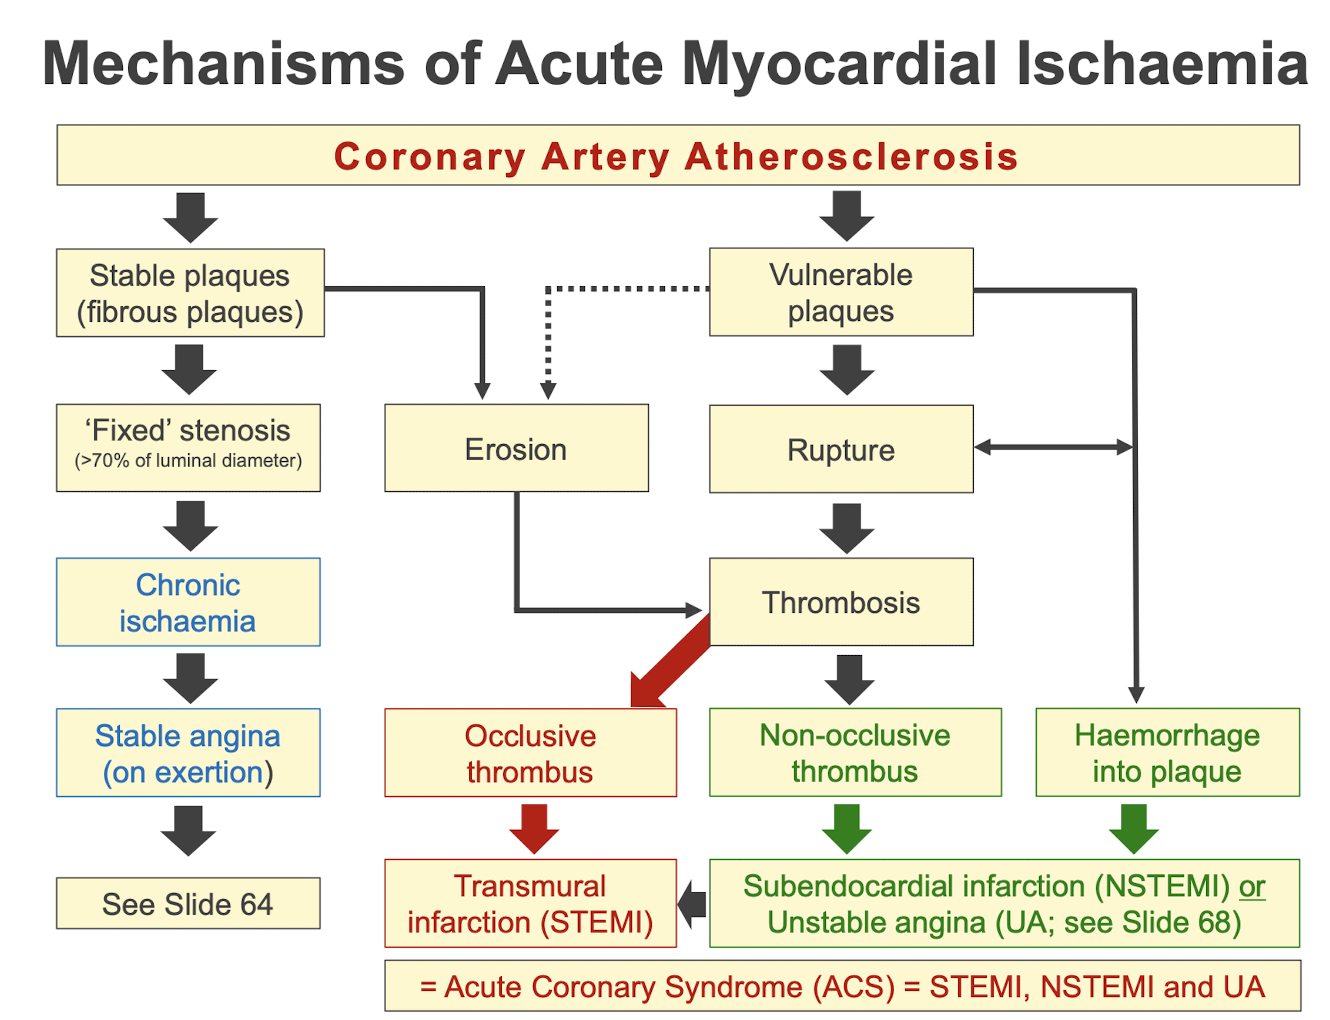 Mechanisms of Acute Myocardial Ischaemia
Coronary Artery Atherosclerosis
Stable plaques
(fibrous plaques)
Vulnerable
plaques
‘Fixed’ stenosis
(>70% of luminal diameter)
Erosion
Rupture
Chronic
ischaemia
Thrombosis
Stable angina
(on exertion)
Occlusive
thrombus
Non-occlusive
thrombus
Haemorrhage
into plaque
See Slide 64
Transmural
infarction (STEMI)
Subendocardial infarction (NSTEMI) or
Unstable angina (UA; see Slide 68)
= Acute Coronary Syndrome (ACS) = STEMI, NSTEMI and UA